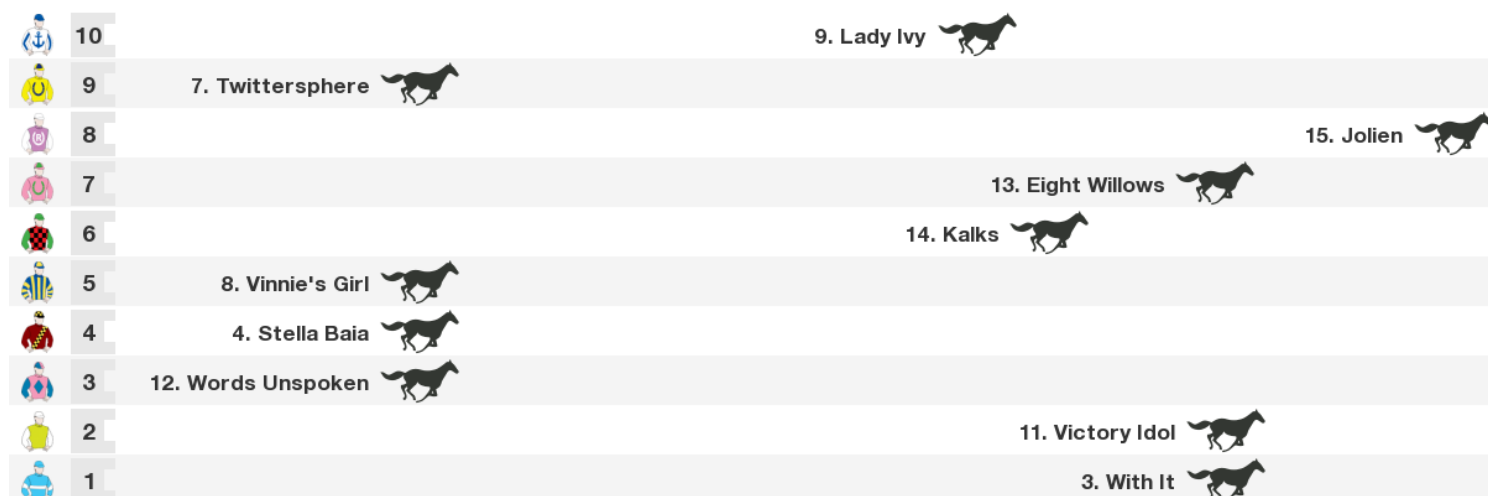 10 9. Lady Ivy
9 7. Twittersphere
8 15. Jolien
7 13. Eight Willows
6 14. Kalks
5 8. Vinnie's Girl
4 4. Stella Baia
3 12. Words Unspoken
2 11. Victory Idol
1 3. With It